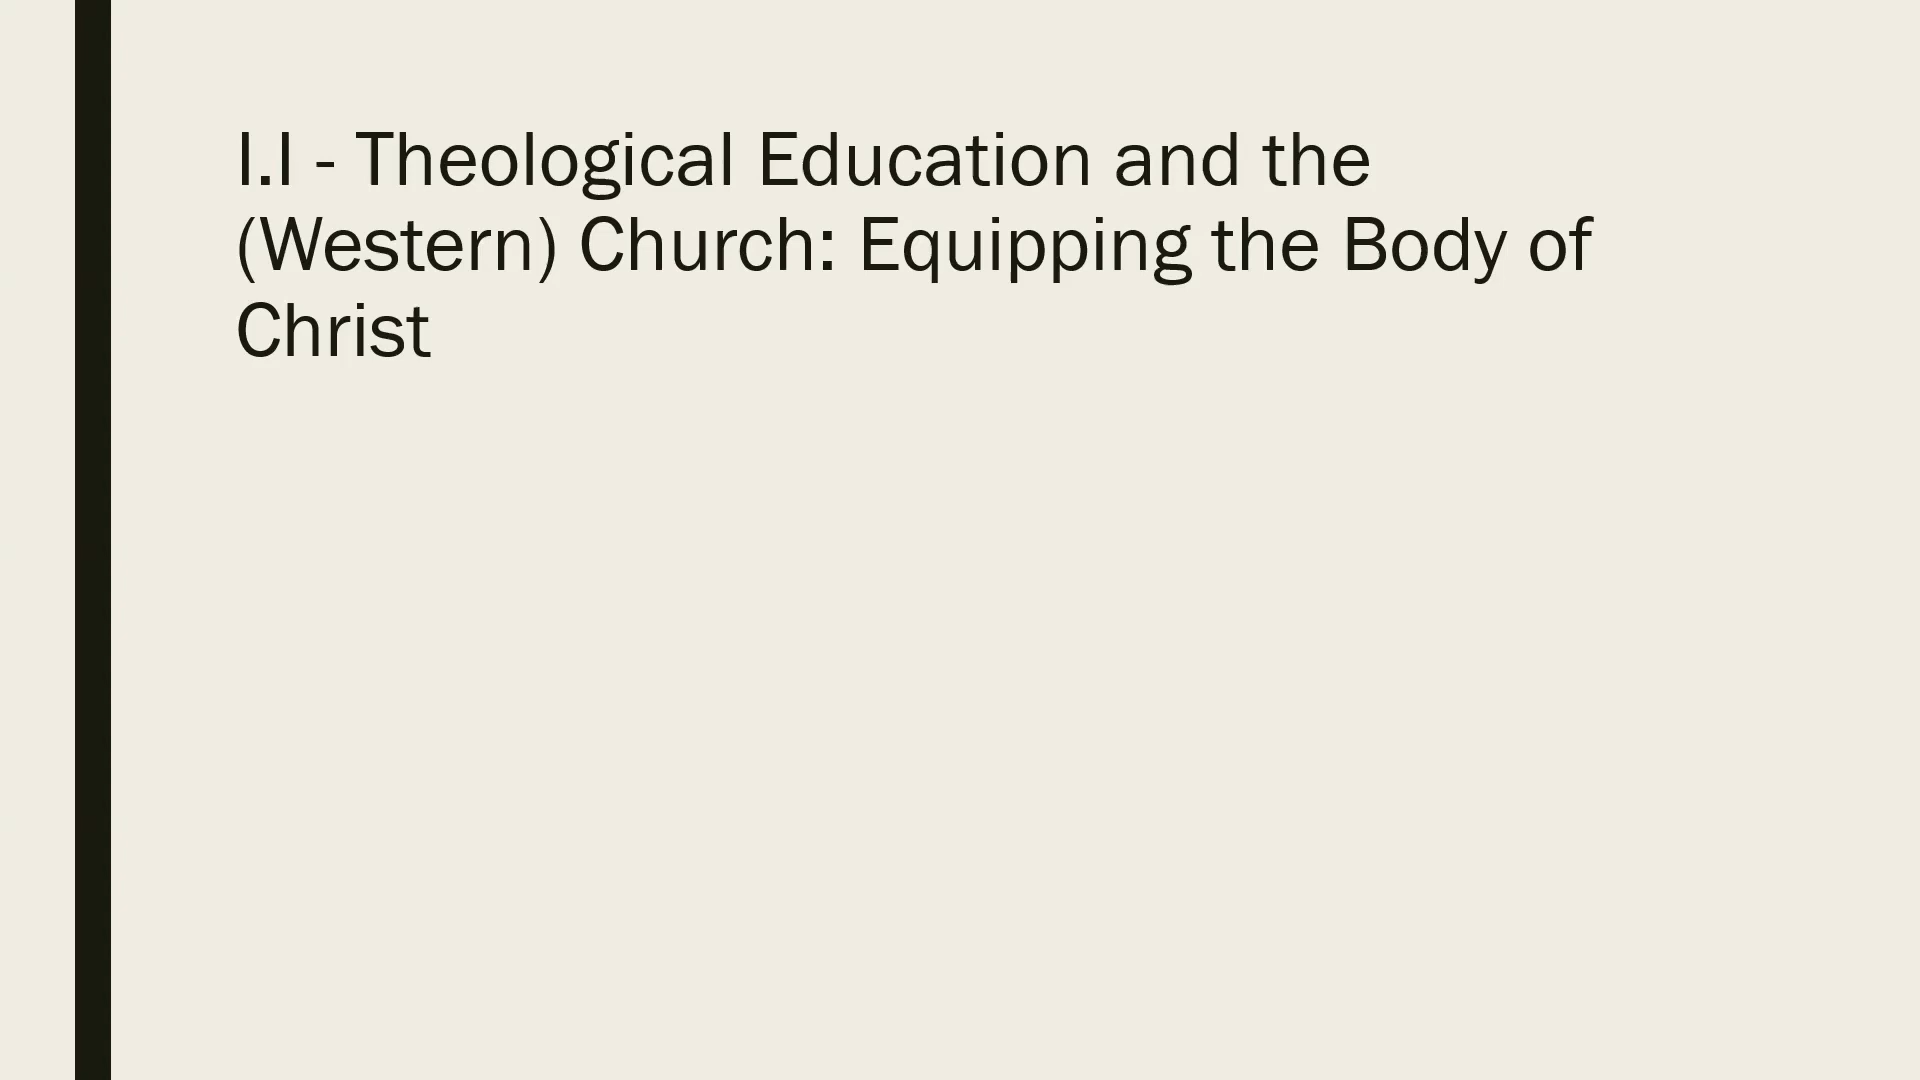 I.I - Theological Education and the
(Western) Church: Equipping the Body of
Christ